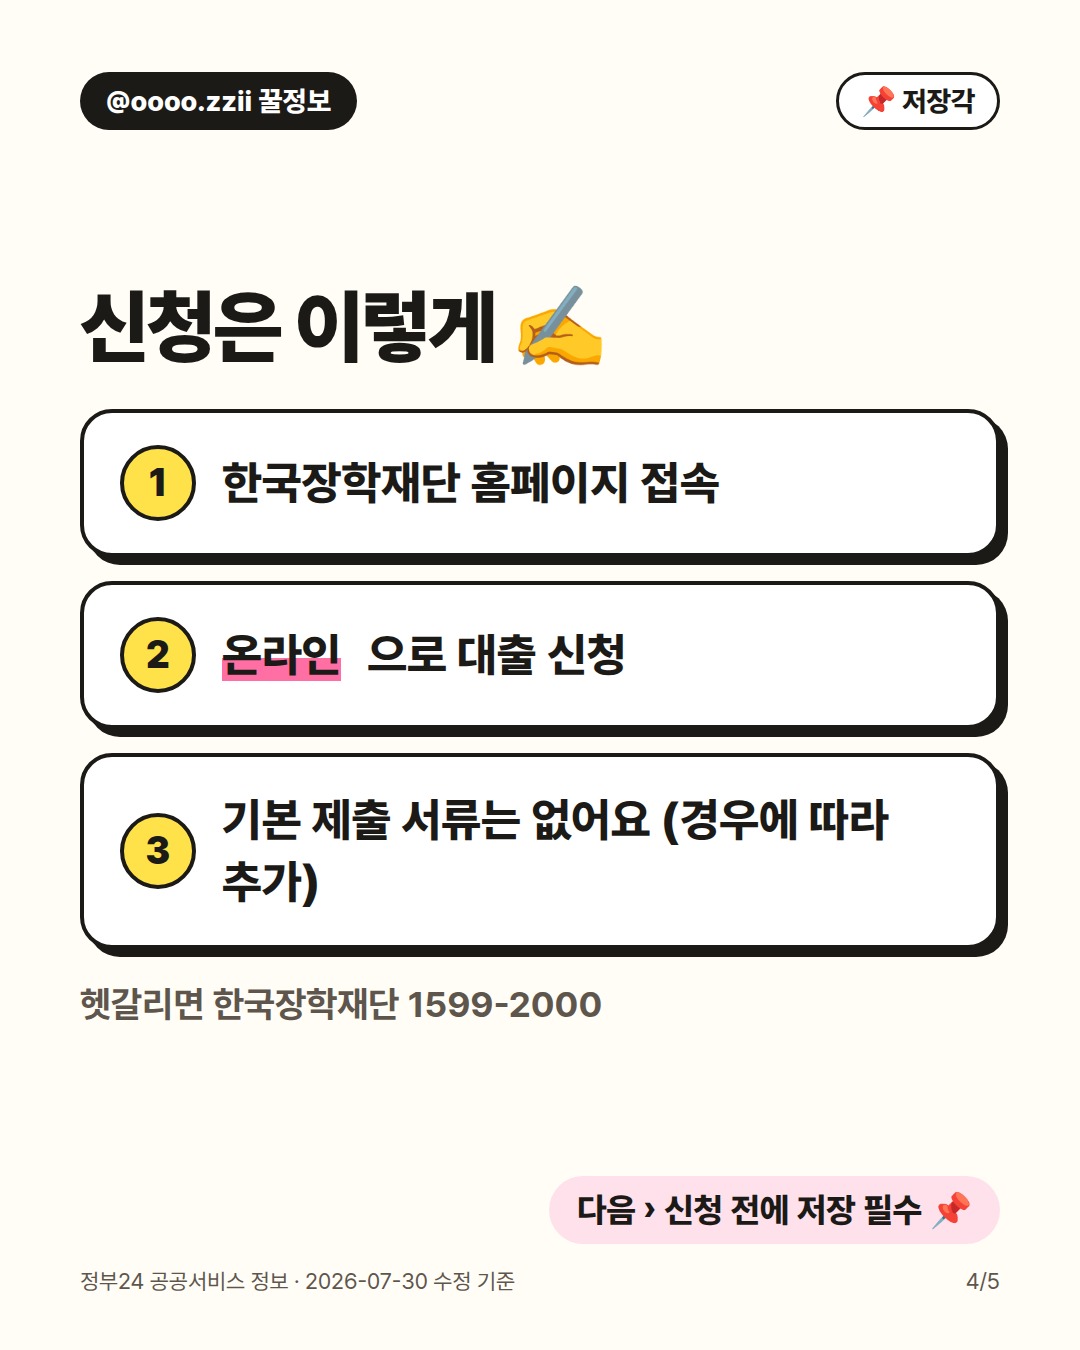 @oooo.zzii 꿀정보
📌 저장각
신청은 이렇게 ✍️
1 한국장학재단 홈페이지 접속
2 온라인 으로 대출 신청
3 기본 제출 서류는 없어요 (경우에 따라
추가)
헷갈리면 한국장학재단 1599-2000
다음 › 신청 전에 저장 필수 📌
정부24 공공서비스 정보 · 2026-07-30 수정 기준
4/5